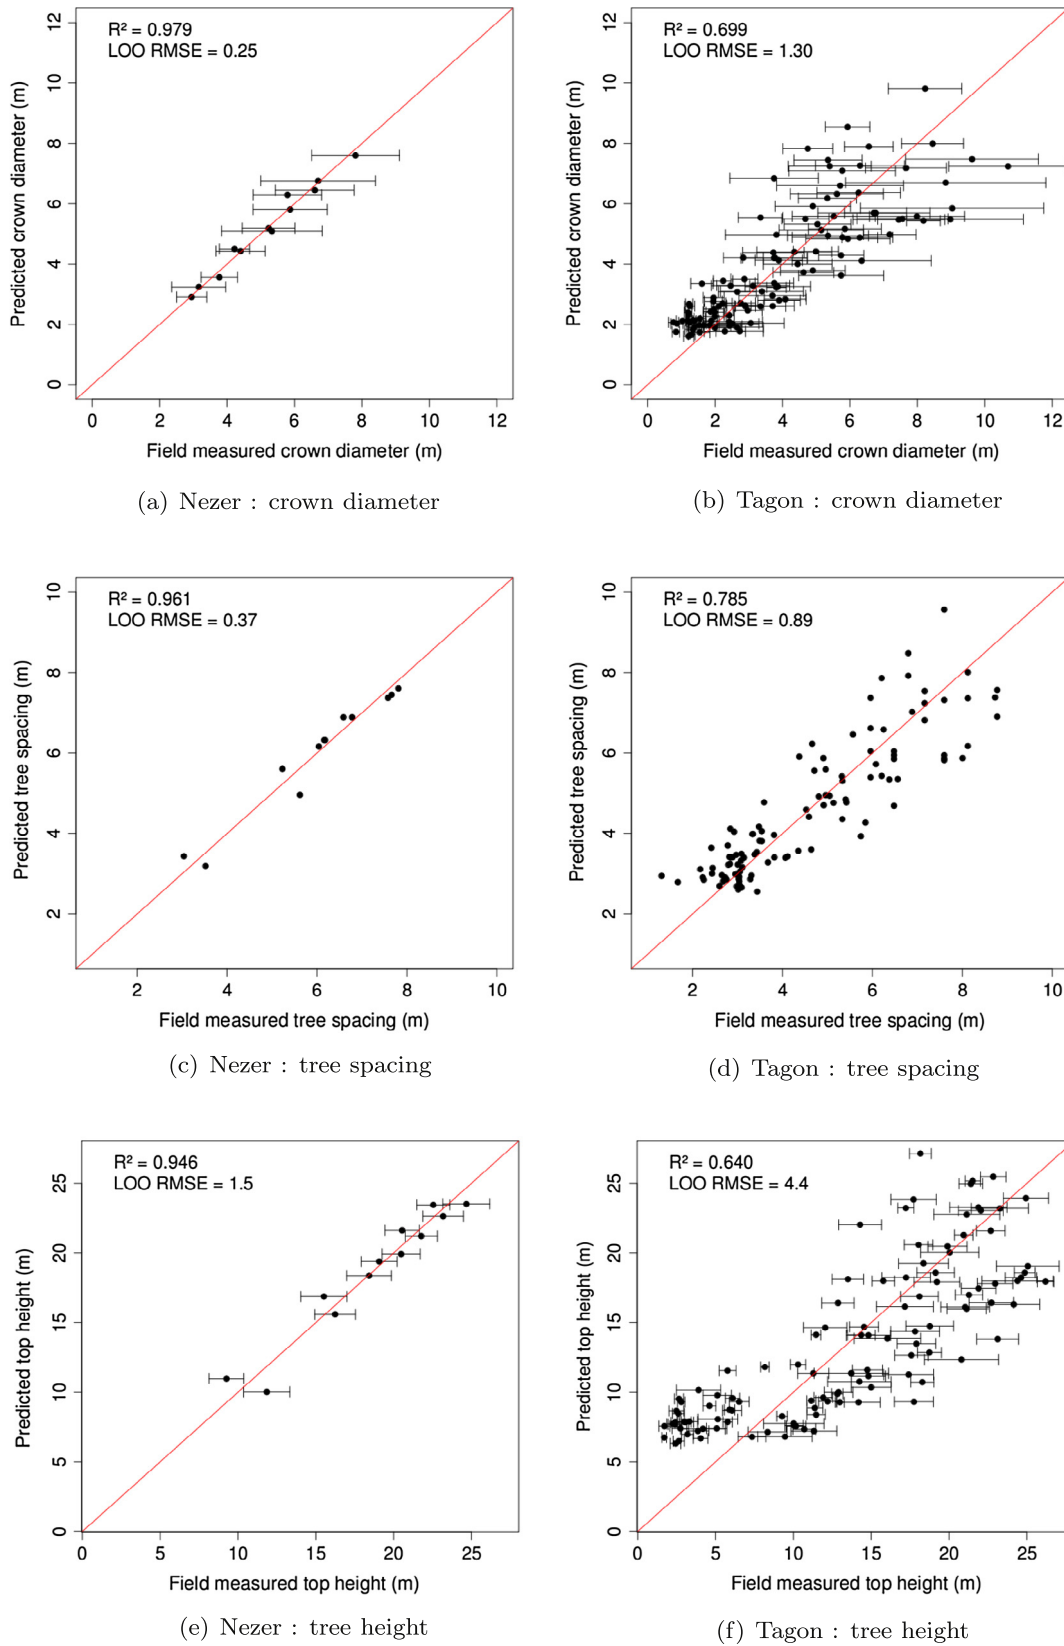 R² = 0.979
LOO RMSE = 0.25
Predicted crown diameter (m)
0 2 4 6 8 10 12
0 2 4 6 8 10 12
Field measured crown diameter (m)
(a) Nezer : crown diameter
R² = 0.699
LOO RMSE = 1.30
Predicted crown diameter (m)
0 2 4 6 8 10 12
0 2 4 6 8 10 12
Field measured crown diameter (m)
(b) Tagon : crown diameter
R² = 0.961
LOO RMSE = 0.37
Predicted tree spacing (m)
2 4 6 8 10
2 4 6 8 10
Field measured tree spacing (m)
(c) Nezer : tree spacing
R² = 0.785
LOO RMSE = 0.89
Predicted tree spacing (m)
2 4 6 8 10
2 4 6 8 10
Field measured tree spacing (m)
(d) Tagon : tree spacing
R² = 0.946
LOO RMSE = 1.5
Predicted top height (m)
0 5 10 15 20 25
0 5 10 15 20 25
Field measured top height (m)
(e) Nezer : tree height
R² = 0.640
LOO RMSE = 4.4
Predicted top height (m)
0 5 10 15 20 25
0 5 10 15 20 25
Field measured top height (m)
(f) Tagon : tree height